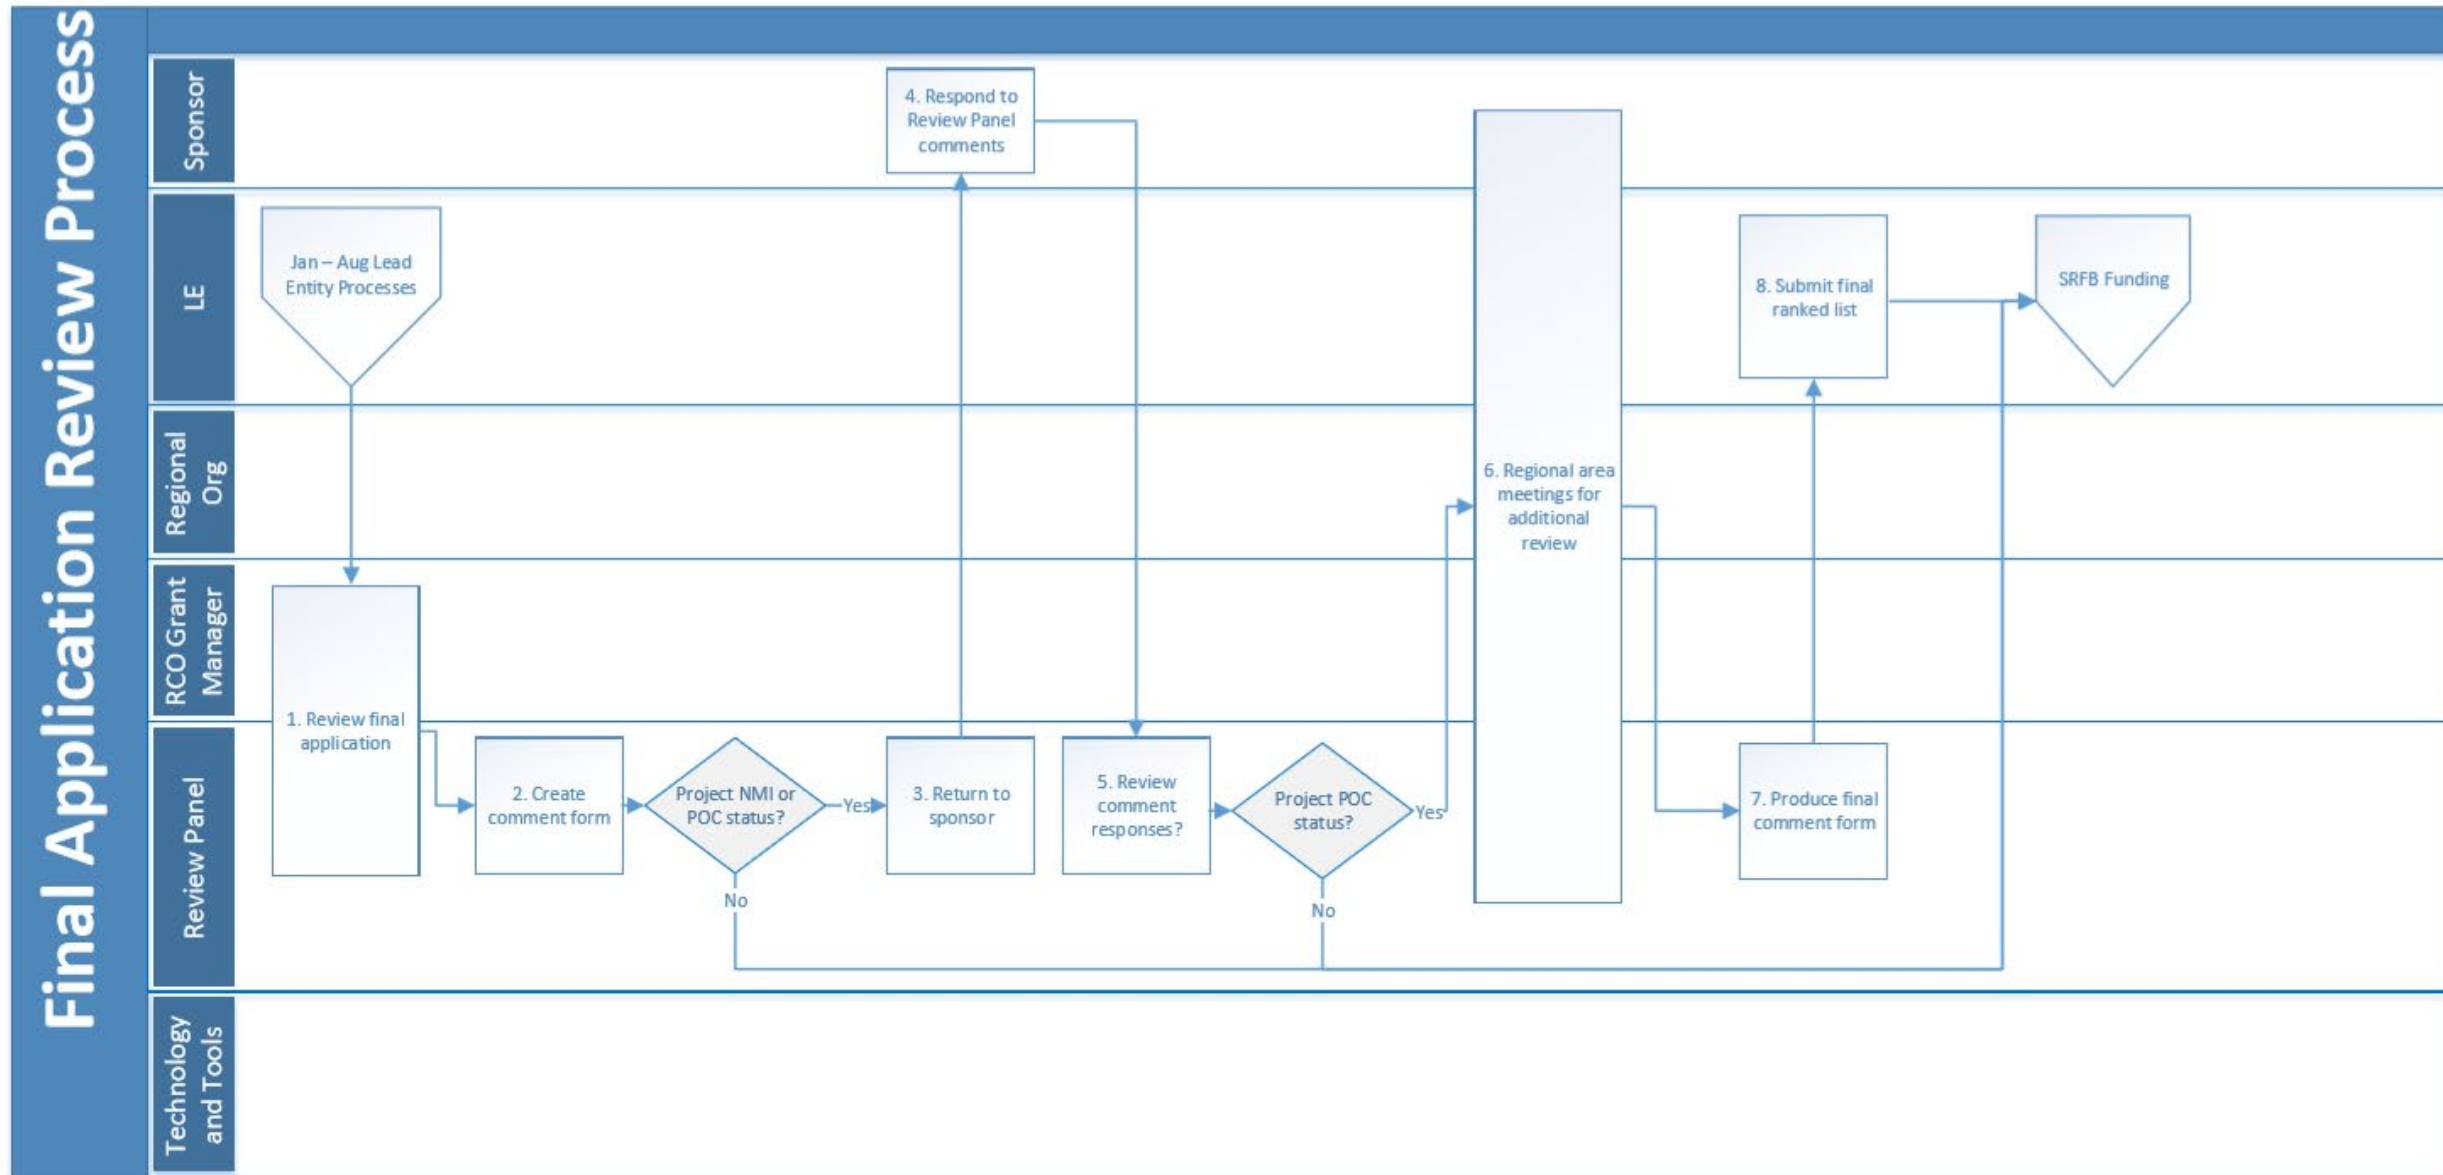 Final Application Review Process
Sponsor
LE
Regional
Org
RCO Grant
Manager
Review Panel
Technology
and Tools
Jan – Aug Lead
Entity Processes
1. Review final
application
2. Create
comment form
Project NMI or
POC status?
Yes
No
3. Return to
sponsor
4. Respond to
Review Panel
comments
5. Review
comment
responses?
Project POC
status?
Yes
No
6. Regional area
meetings for
additional
review
7. Produce final
comment form
8. Submit final
ranked list
SRFB Funding